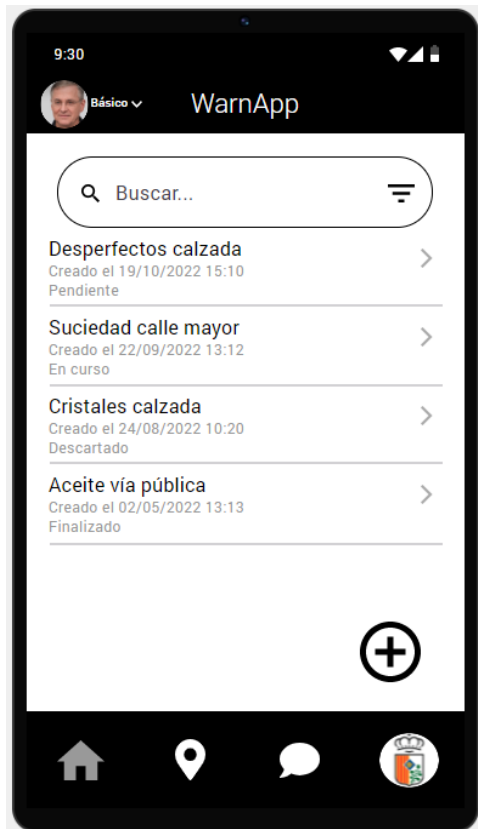 9:30
Básico
WarnApp
Buscar...
Desperfectos calzada
Creado el 19/10/2022 15:10
Pendiente
Suciedad calle mayor
Creado el 22/09/2022 13:12
En curso
Cristales calzada
Creado el 24/08/2022 10:20
Descartado
Aceite vía pública
Creado el 02/05/2022 13:13
Finalizado